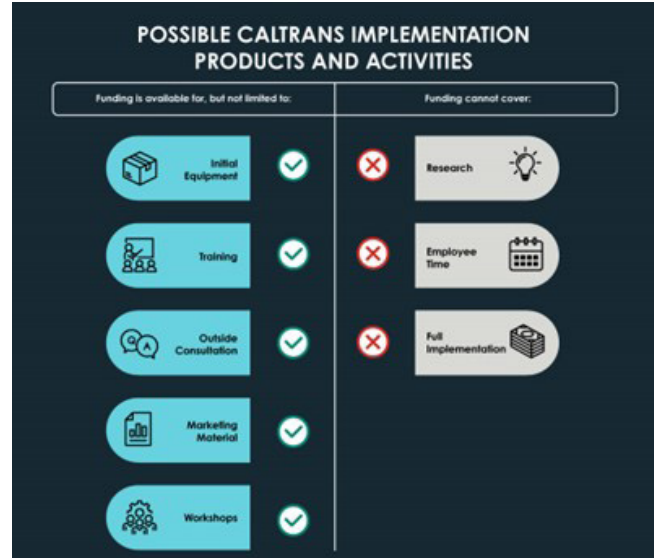 POSSIBLE CALTRANS IMPLEMENTATION
PRODUCTS AND ACTIVITIES
Funding is available for, but not limited to:
Funding cannot cover:
Initial
Equipment
Training
Outside
Consultation
Q
A
Marketing
Material
Workshops
Research
Employee
Time
Full
Implementation